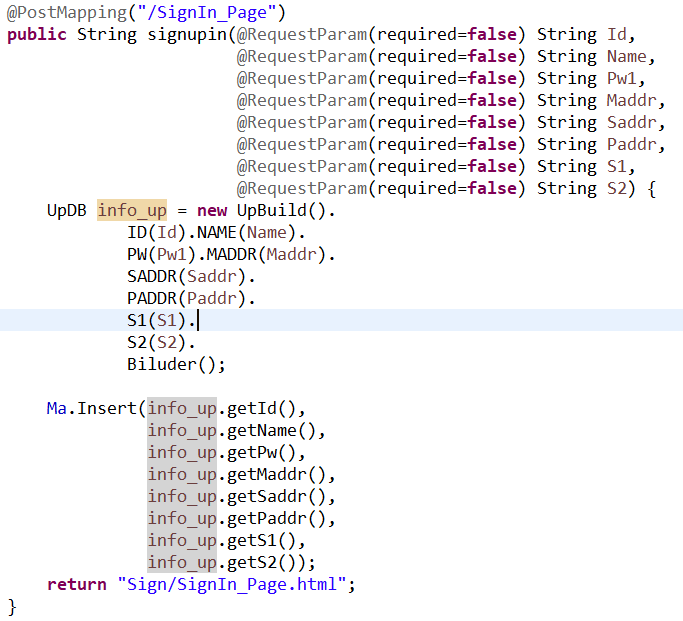 @PostMapping("/SignIn_Page")
public String signupin(@RequestParam(required=false) String Id,
@RequestParam(required=false) String Name,
@RequestParam(required=false) String Pw1,
@RequestParam(required=false) String Maddr,
@RequestParam(required=false) String Saddr,
@RequestParam(required=false) String Paddr,
@RequestParam(required=false) String S1,
@RequestParam(required=false) String S2) {
UpDB info_up = new UpBuild().
ID(Id).NAME(Name).
PW(Pw1).MADDR(Maddr).
SADDR(Saddr).
PADDR(Paddr).
S1(S1).
S2(S2).
Biluder();
Ma.Insert(info_up.getId(),
info_up.getName(),
info_up.getPw(),
info_up.getMaddr(),
info_up.getSaddr(),
info_up.getPaddr(),
info_up.getS1(),
info_up.getS2());
return "Sign/SignIn_Page.html";
}